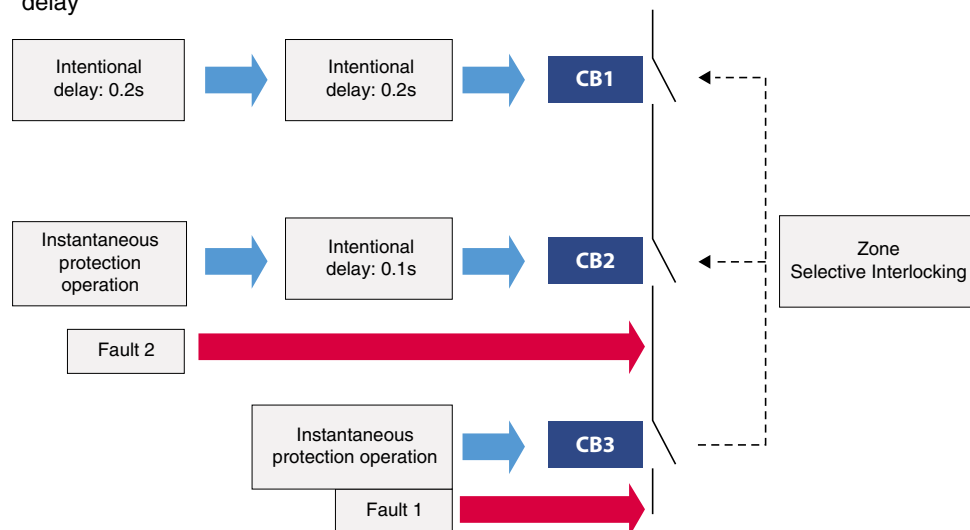 delay
Intentional
delay: 0.2s
Intentional
delay: 0.2s
CB1
Instantaneous
protection
operation
Intentional
delay: 0.1s
CB2
Zone
Selective Interlocking
Fault 2
Instantaneous
protection operation
CB3
Fault 1